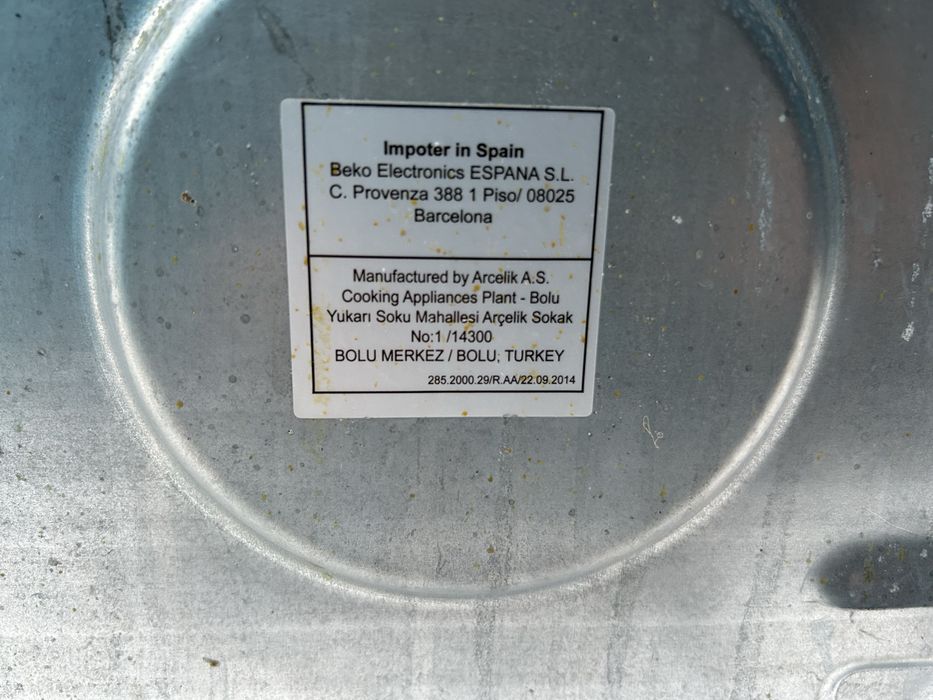 Impoter in Spain
Beko Electronics ESPANA S.L.
C. Provenza 388 1 Piso/ 08025
Barcelona
Manufactured by Arcelik A.S.
Cooking Appliances Plant - Bolu
Yukarı Soku Mahallesi Arçelik Sokak
No:1 /14300
BOLU MERKEZ / BOLU, TURKEY
285.2000.29/R.AA/22.09.2014